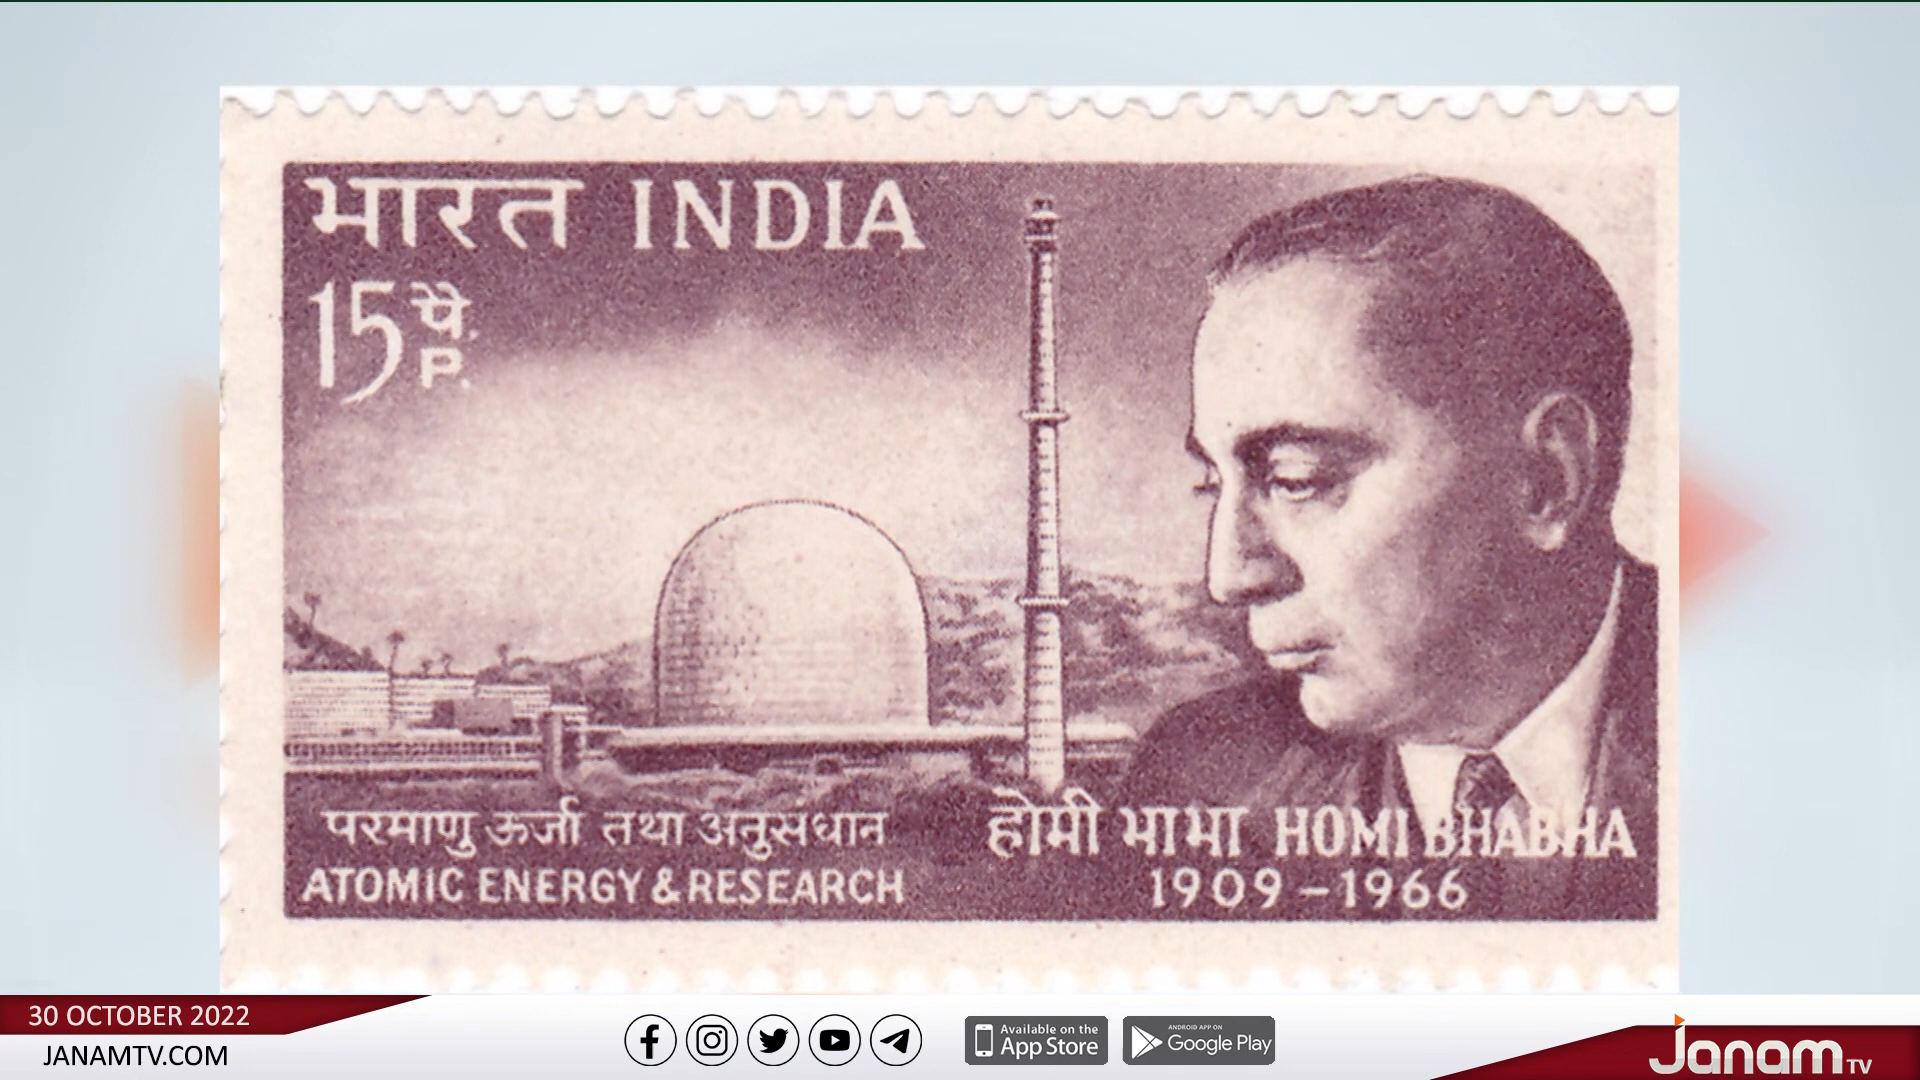 भारत INDIA
15 पै.
P.
परमाणु ऊर्जा तथा अनुसंधान
ATOMIC ENERGY & RESEARCH
होमी भाभा HOMI BHABHA
1909-1966
30 OCTOBER 2022
JANAMTV.COM
Available on the
App Store
ANDROID APP ON
Google Play
Janam TV